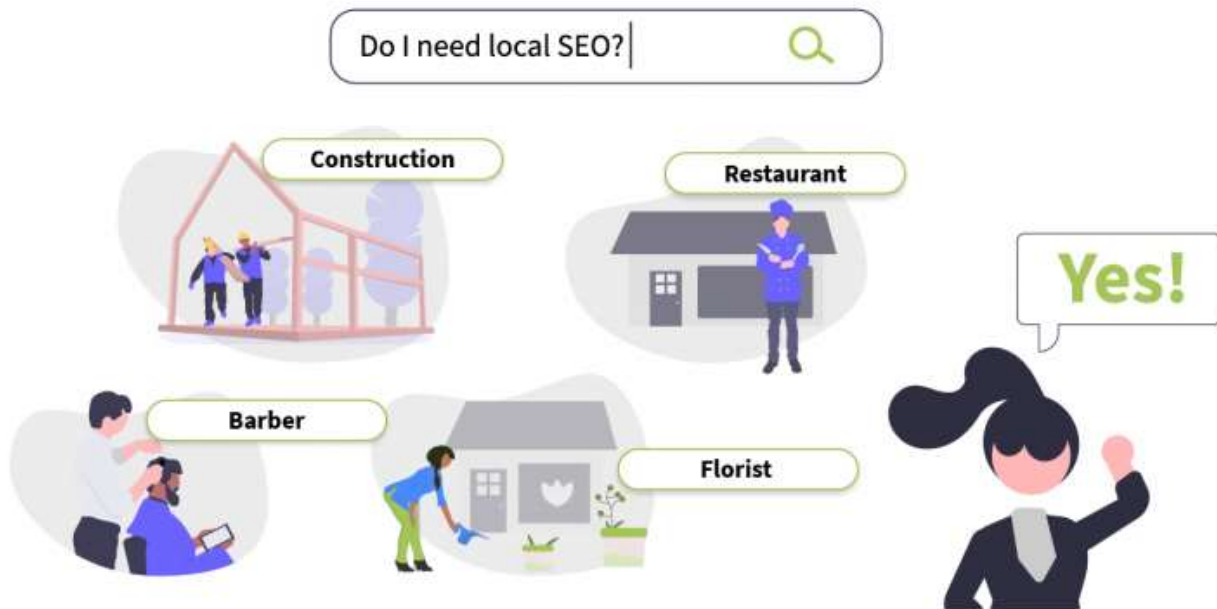 Do I need local SEO?
Construction
Restaurant
Yes!
Barber
Florist